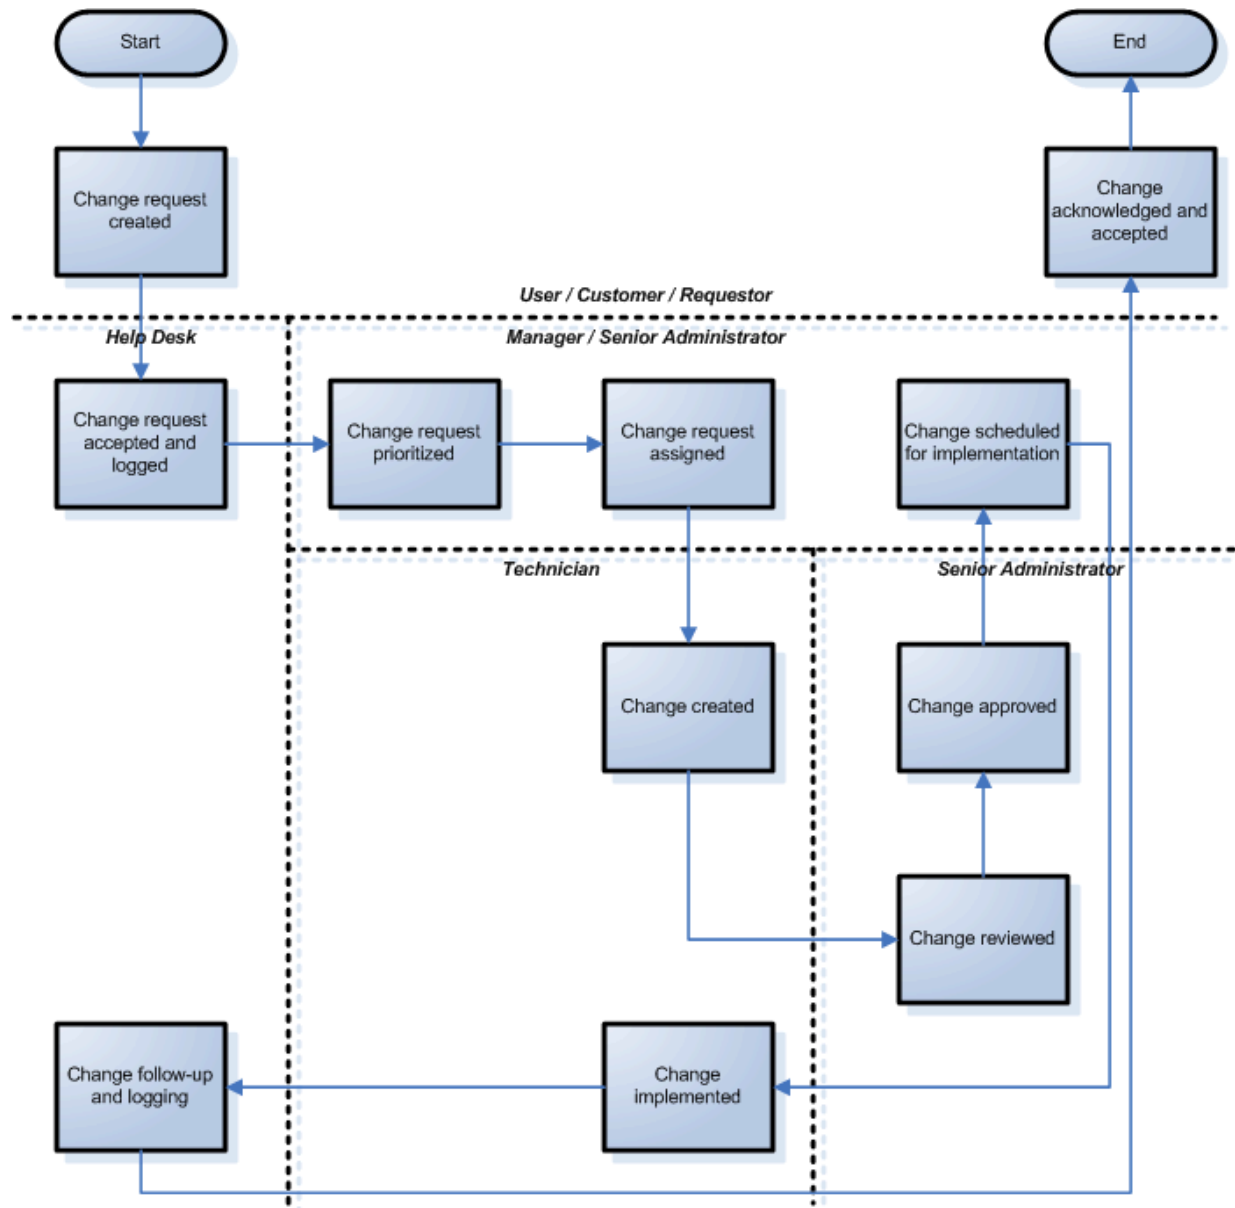 Start
End
Change request
created
Change
acknowledged and
accepted
User / Customer / Requestor
Help Desk
Manager / Senior Administrator
Change request
accepted and
logged
Change request
prioritized
Change request
assigned
Change scheduled
for implementation
Technician
Senior Administrator
Change created
Change approved
Change reviewed
Change follow-up
and logging
Change
implemented